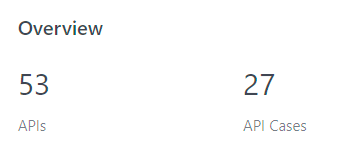 Overview
53 27
APIs API Cases